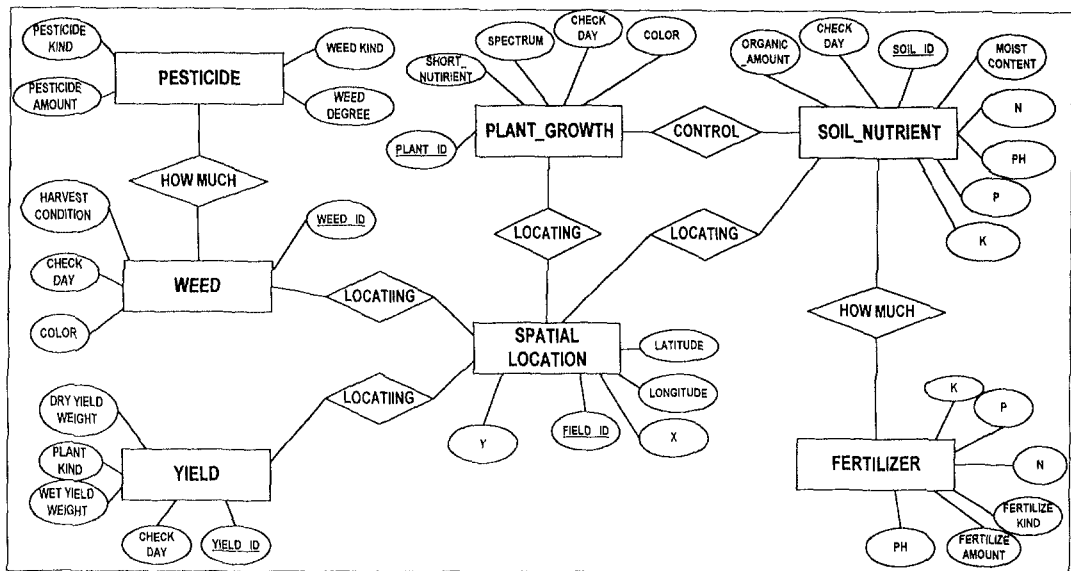 PESTICIDE
KIND
PESTICIDE
WEED KIND
PESTICIDE
AMOUNT
WEED
DEGREE
HOW MUCH
HARVEST
CONDITION
WEED_ID
CHECK
DAY
WEED
COLOR
LOCATIING
DRY YIELD
WEIGHT
PLANT
KIND
YIELD
WET YIELD
WEIGHT
CHECK
DAY
YIELD_ID
LOCATIING
SHORT_
NUTIRIENT
SPECTRUM
CHECK
DAY
COLOR
PLANT_GROWTH
PLANT_ID
CONTROL
LOCATING
LOCATING
SPATIAL
LOCATION
LATITUDE
LONGITUDE
Y
FIELD_ID
X
ORGANIC_
AMOUNT
CHECK
DAY
SOIL_ID
MOIST
CONTENT
SOIL_NUTRIENT
N
PH
P
K
HOW MUCH
K
P
FERTILIZER
N
FERTILIZE
KIND
FERTILIZE
AMOUNT
PH